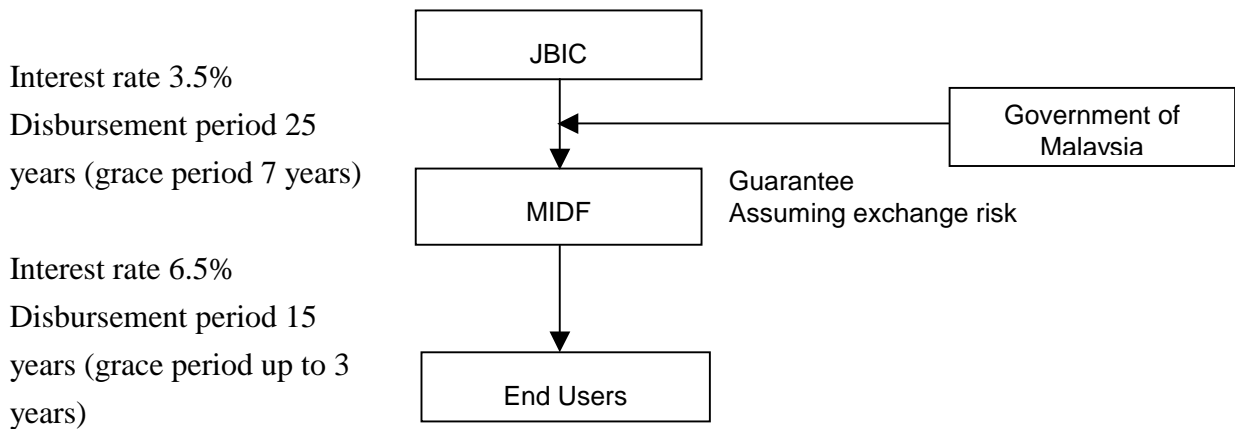 JBIC
Interest rate 3.5%
Disbursement period 25
years (grace period 7 years)
Government of
Malaysia
Guarantee
Assuming exchange risk
MIDF
Interest rate 6.5%
Disbursement period 15
years (grace period up to 3
years)
End Users